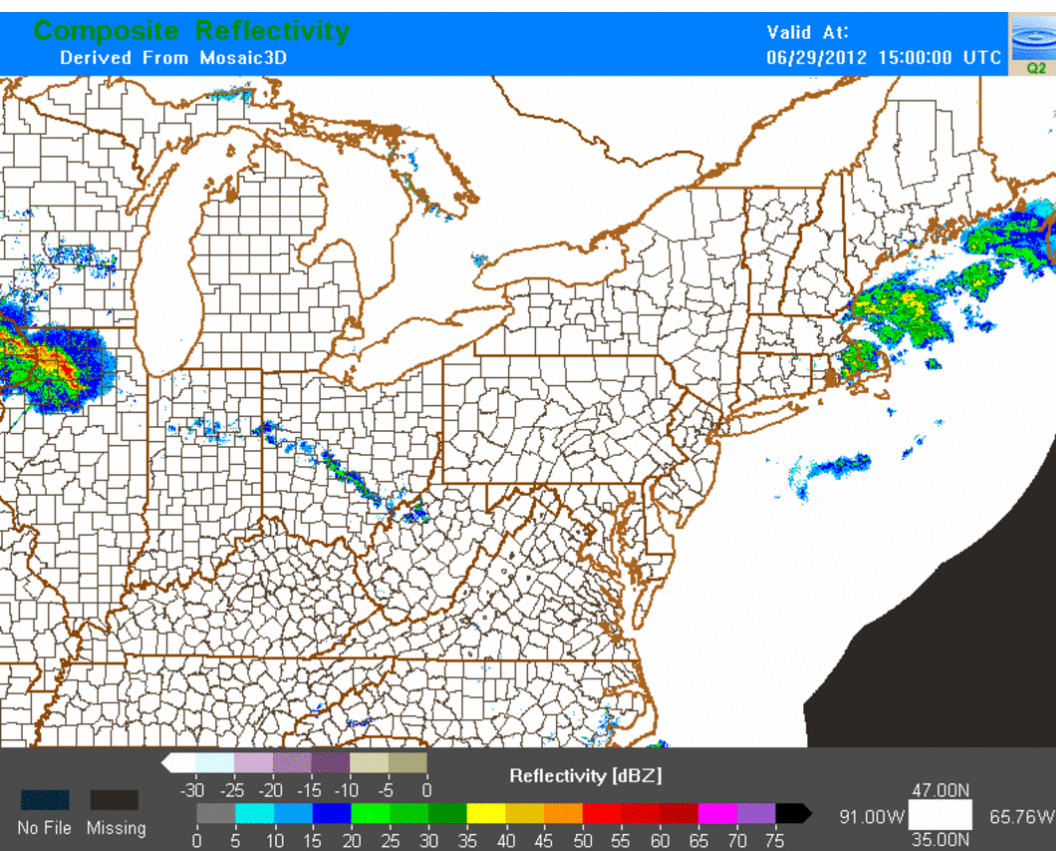 Composite Reflectivity
Derived From Mosaic3D
Valid At:
06/29/2012 15:00:00 UTC
Q2
Reflectivity [dBZ]
-30 -25 -20 -15 -10 -5 0
No File Missing
0 5 10 15 20 25 30 35 40 45 50 55 60 65 70 75
47.00N
91.00W 65.76W
35.00N